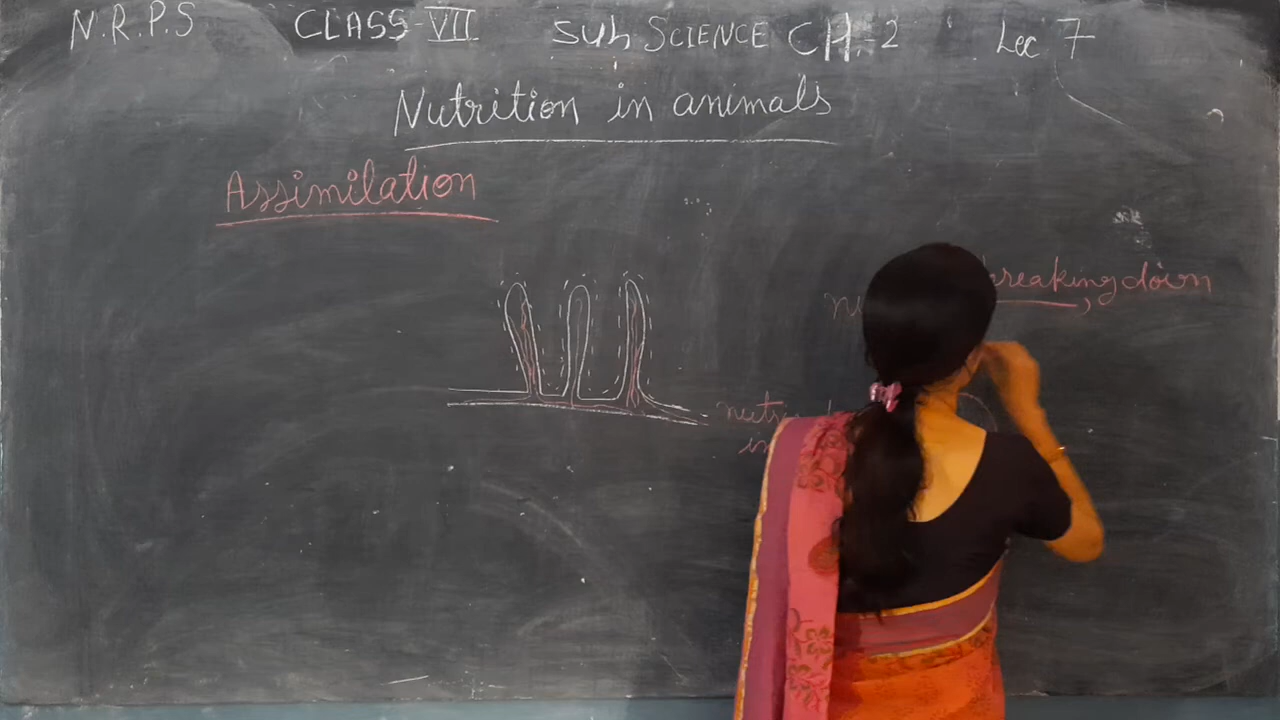 N.R.P.S CLASS-VII Sub SCIENCE CH.-2 Lec 7
Nutrition in animals
Assimilation
breaking down